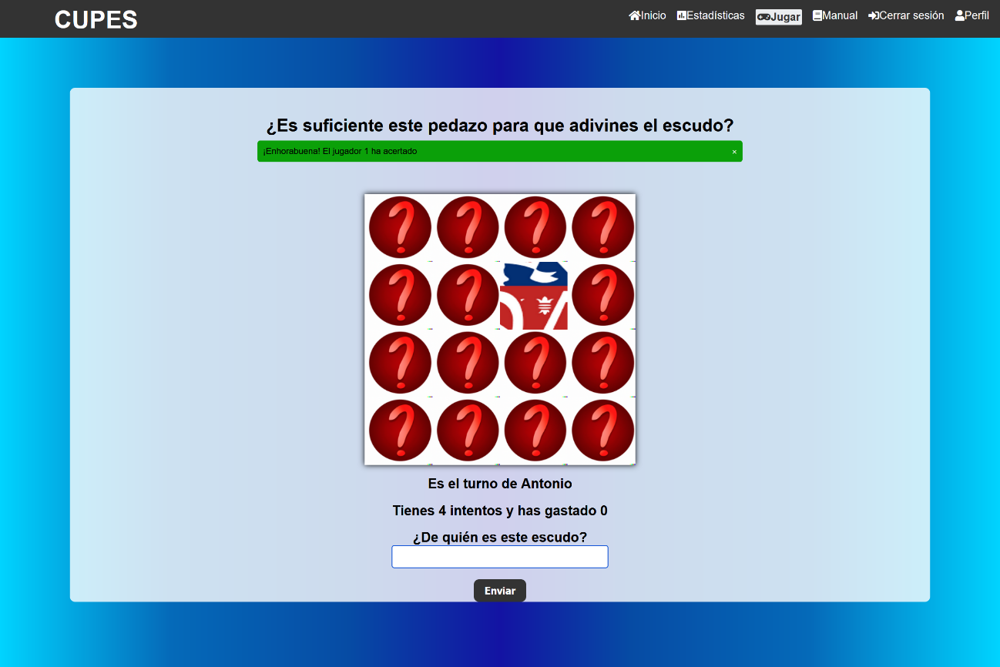 CUPES
Inicio
Estadísticas
Jugar
Manual
Cerrar sesión
Perfil
¿Es suficiente este pedazo para que adivines el escudo?
¡Enhorabuena! El jugador 1 ha acertado ×
? ? ? ?
? ? ?
? ? ? ?
? ? ? ?
Es el turno de Antonio
Tienes 4 intentos y has gastado 0
¿De quién es este escudo?
Enviar